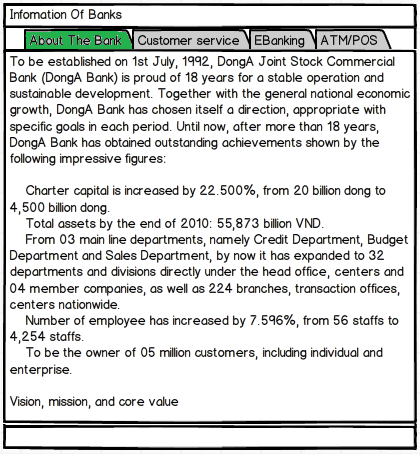 Infomation Of Banks
About The Bank Customer service EBanking ATM/POS
To be established on 1st July, 1992, DongA Joint Stock Commercial
Bank (DongA Bank) is proud of 18 years for a stable operation and
sustainable development. Together with the general national economic
growth, DongA Bank has chosen itself a direction, appropriate with
specific goals in each period. Until now, after more than 18 years,
DongA Bank has obtained outstanding achievements shown by the
following impressive figures:
Charter capital is increased by 22.500%, from 20 billion dong to
4,500 billion dong.
Total assets by the end of 2010: 55,873 billion VND.
From 03 main line departments, namely Credit Department, Budget
Department and Sales Department, by now it has expanded to 32
departments and divisions directly under the head office, centers and
04 member companies, as well as 224 branches, transaction offices,
centers nationwide.
Number of employee has increased by 7.596%, from 56 staffs to
4,254 staffs.
To be the owner of 05 million customers, including individual and
enterprise.
Vision, mission, and core value